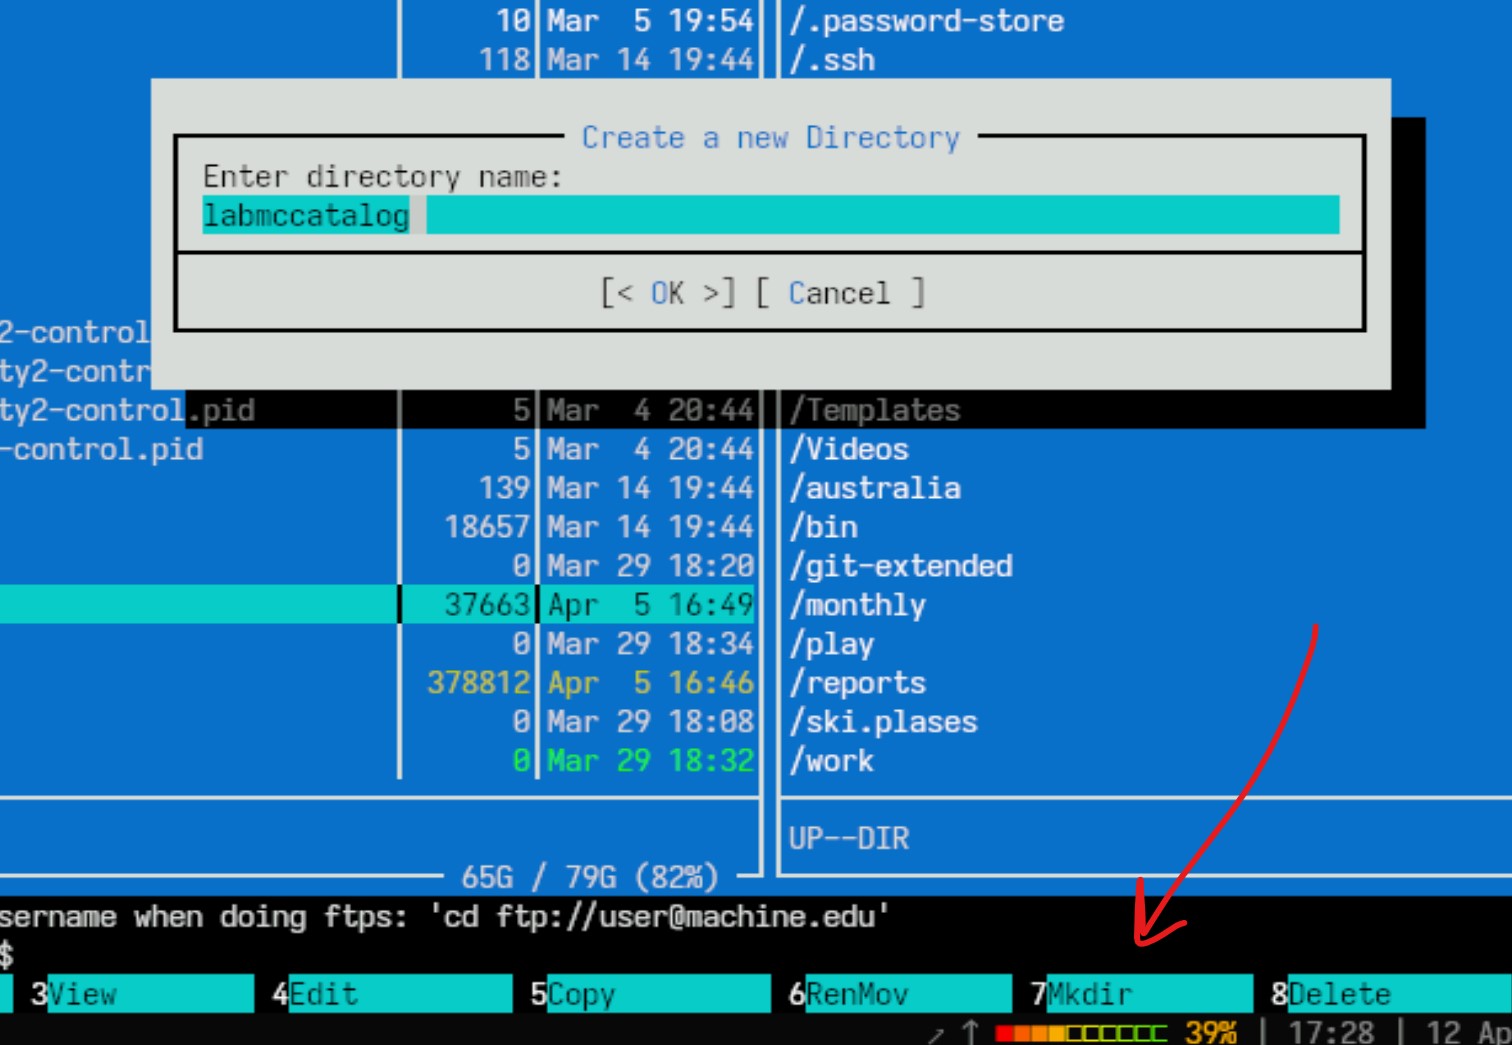 10 Mar  5 19:54 /.password-store
118 Mar 14 19:44 /.ssh
Create a new Directory
Enter directory name:
labmccatalog
[< OK >] [ Cancel ]
2-control
ty2-contr
ty2-control.pid 5 Mar  4 20:44 /Templates
-control.pid 5 Mar  4 20:44 /Videos
139 Mar 14 19:44 /australia
18657 Mar 14 19:44 /bin
0 Mar 29 18:20 /git-extended
37663 Apr  5 16:49 /monthly
0 Mar 29 18:34 /play
378812 Apr  5 16:46 /reports
0 Mar 29 18:08 /ski.plases
0 Mar 29 18:32 /work
UP--DIR
65G / 79G (82%)
sername when doing ftps: 'cd ftp://user@machine.edu'
$
3View 4Edit 5Copy 6RenMov 7Mkdir 8Delete
↗ ↑ 39% | 17:28 | 12 Ap